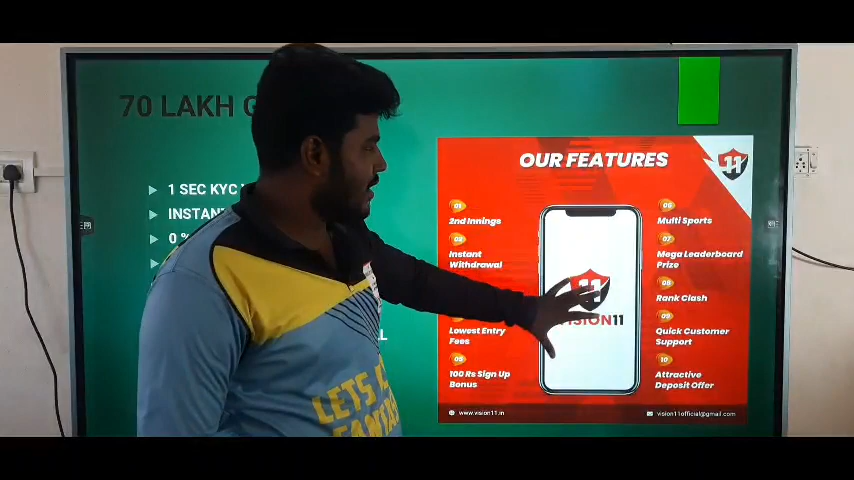 70 LAKH
OUR FEATURES
11
1 SEC KYC
INSTANT
0 %
01
2nd Innings
02
Instant
Withdrawal
Lowest Entry
Fees
05
100 Rs Sign Up
Bonus
11
VISION11
06
Multi Sports
07
Mega Leaderboard
Prize
08
Rank Clash
09
Quick Customer
Support
10
Attractive
Deposit Offer
www.vision11.in
vision11official@gmail.com
LETS